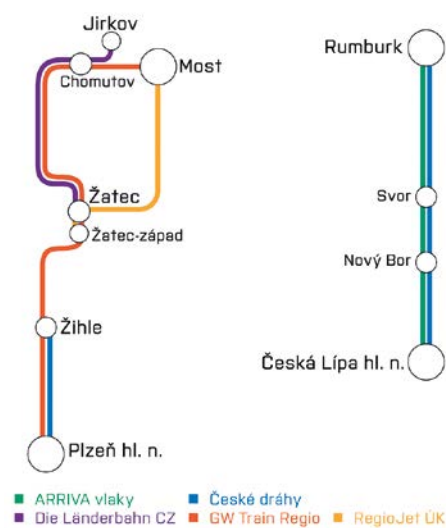 Jirkov
Chomutov
Most
Žatec
Žatec-západ
Žihle
Plzeň hl. n.
Rumburk
Svor
Nový Bor
Česká Lípa hl. n.
ARRIVA vlaky
České dráhy
Die Länderbahn CZ
GW Train Regio
RegioJet ÚK